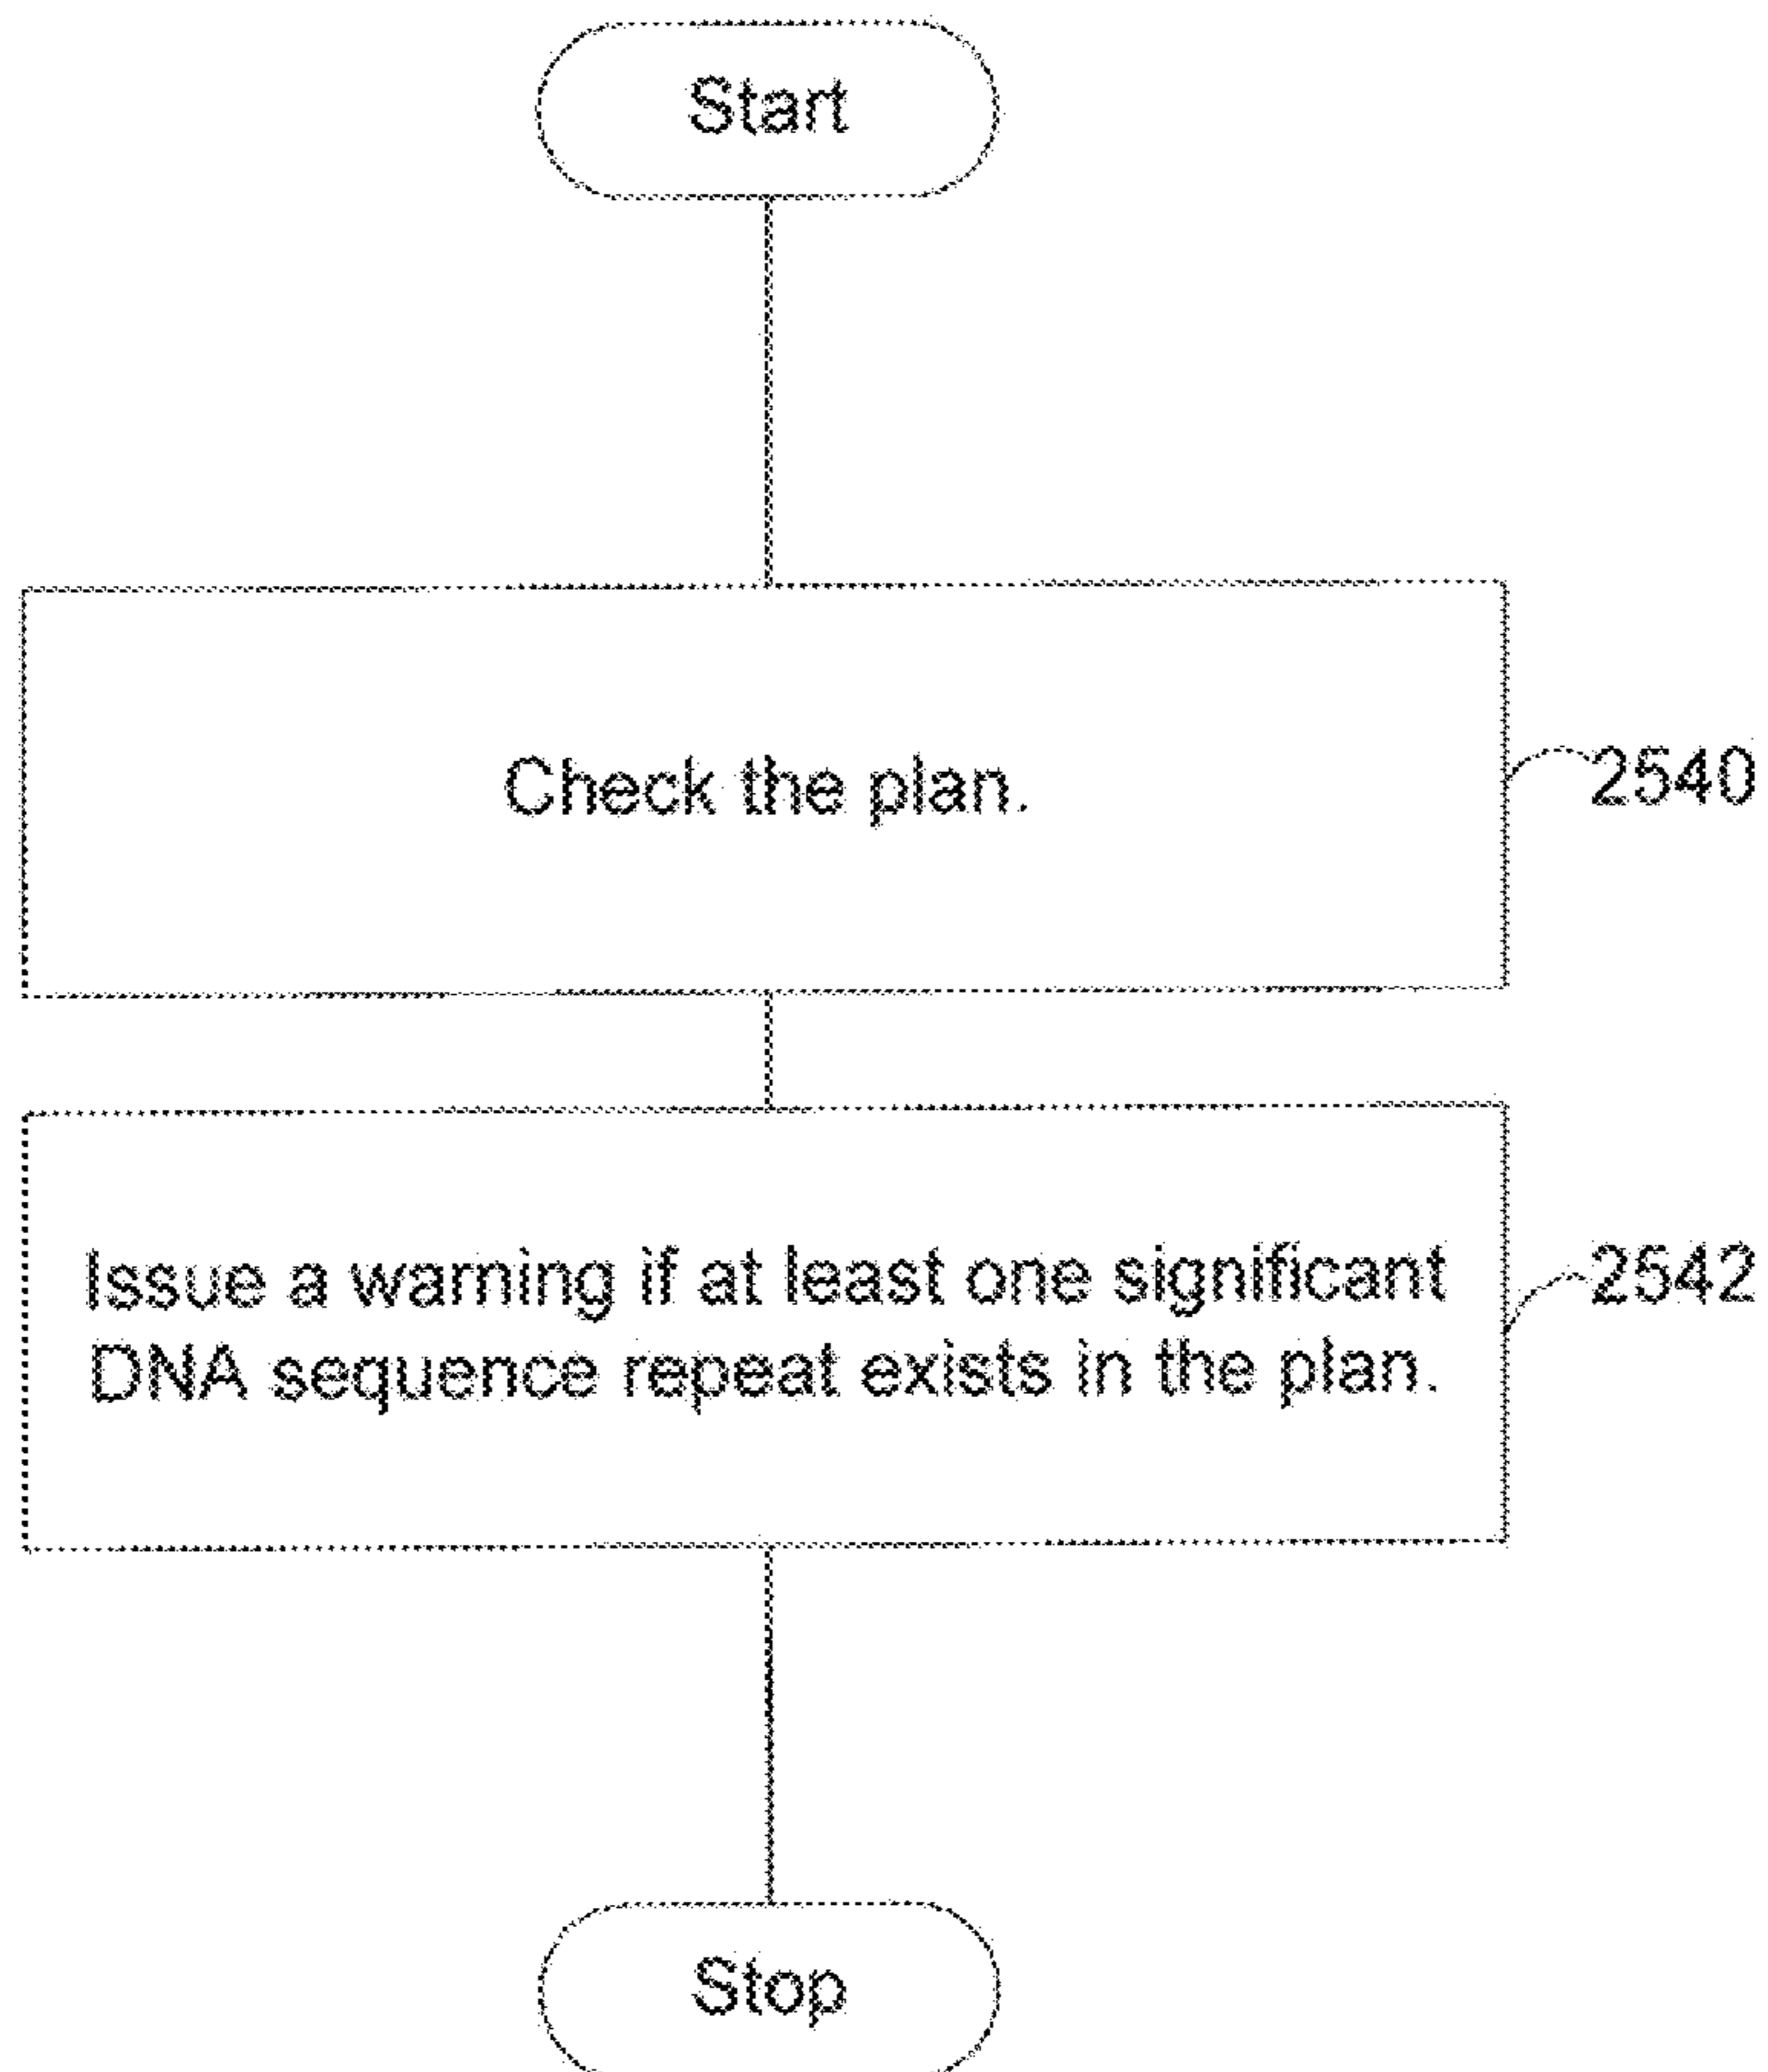 Start
Check the plan.
2540
Issue a warning if at least one significant
DNA sequence repeat exists in the plan.
2542
Stop